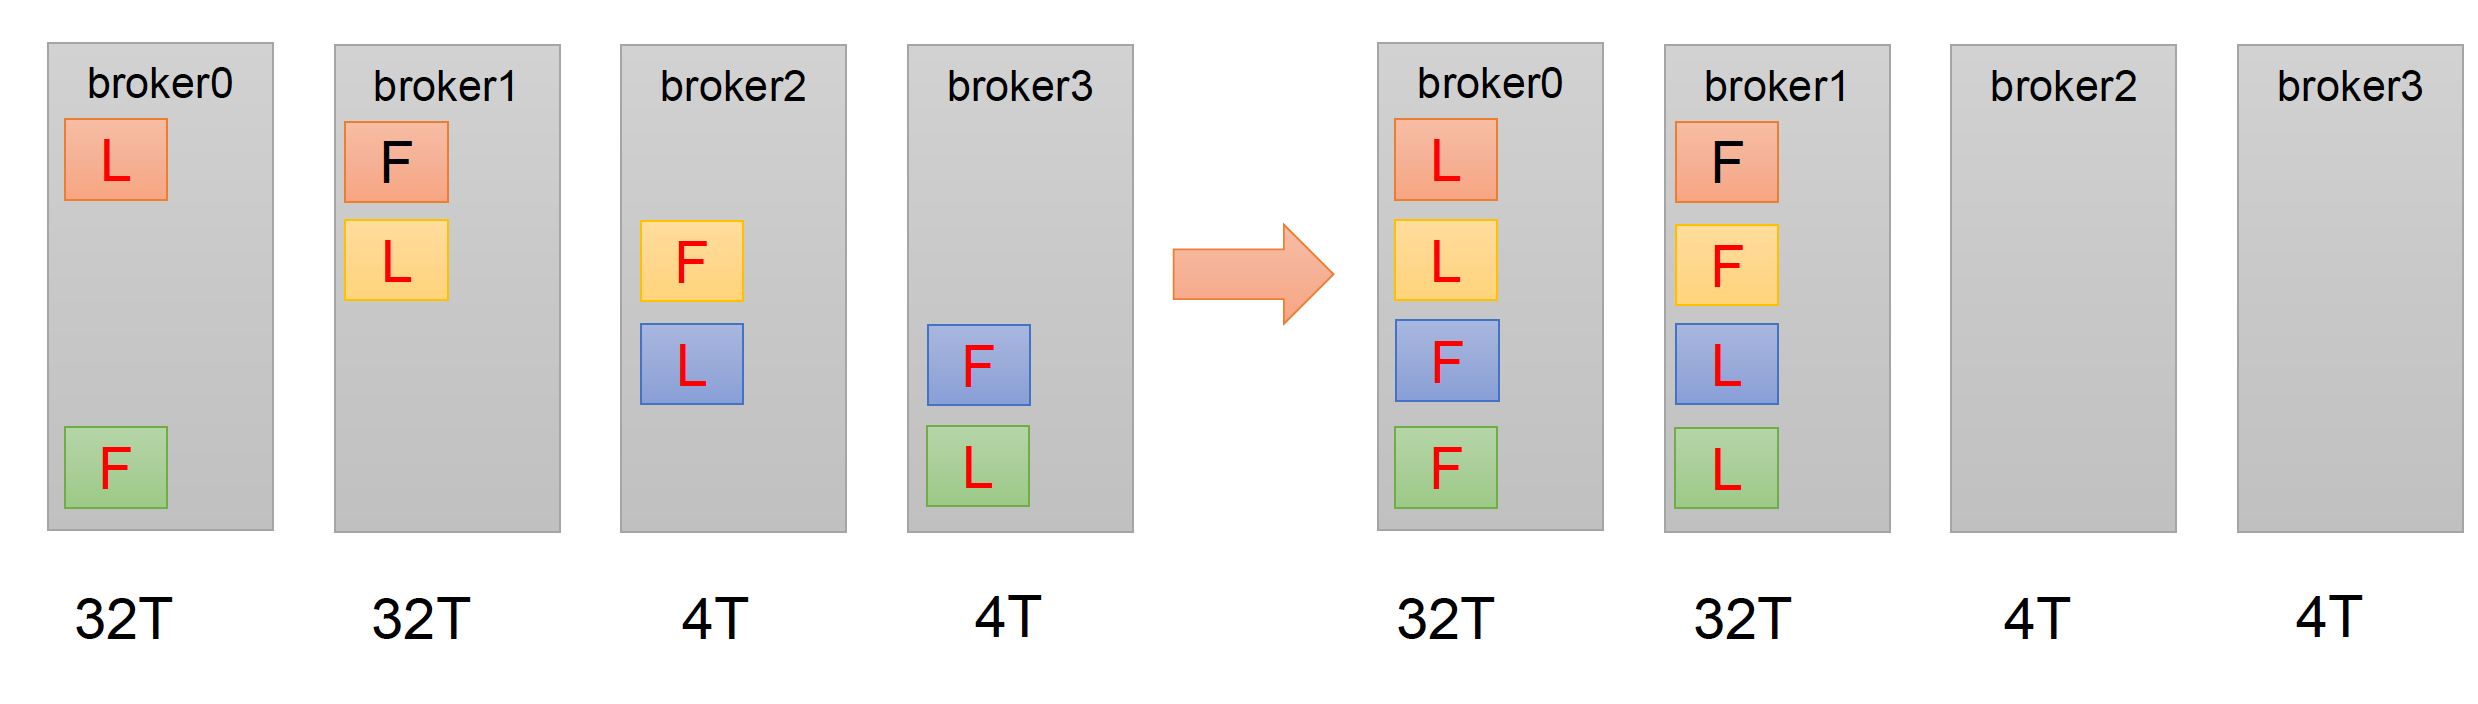 broker0 broker1 broker2 broker3 broker0 broker1 broker2 broker3
L F L F
L F L F
L F F L
F L F L
32T 32T 4T 4T 32T 32T 4T 4T